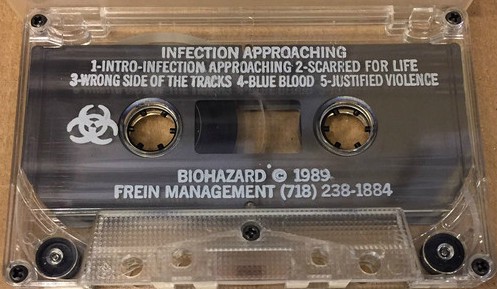 INFECTION APPROACHING
1-INTRO-INFECTION APPROACHING 2-SCARRED FOR LIFE
3-WRONG SIDE OF THE TRACKS 4-BLUE BLOOD 5-JUSTIFIED VIOLENCE
BIOHAZARD © 1989
FREIN MANAGEMENT (718) 238-1884